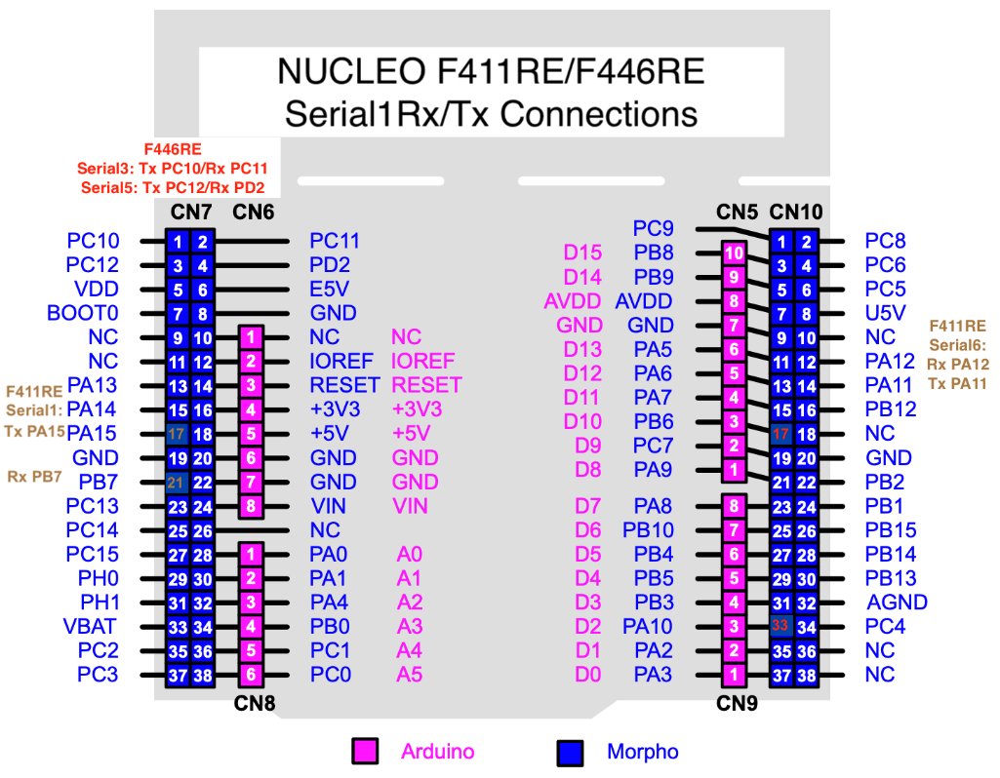 NUCLEO F411RE/F446RE
Serial1Rx/Tx Connections
F446RE
Serial3: Tx PC10/Rx PC11
Serial5: Tx PC12/Rx PD2
CN7 CN6 CN5 CN10
PC9
PC10 1 2 PC11 1 2 PC8
D15 PB8 10
PC12 3 4 PD2 3 4 PC6
D14 PB9 9
VDD 5 6 E5V 5 6 PC5
AVDD AVDD 8
BOOT0 7 8 GND 7 8 U5V
GND GND 7
NC 9 10 1 NC NC 9 10 NC
D13 PA5 6
NC 11 12 2 IOREF IOREF 11 12 PA12
D12 PA6 5
PA13 13 14 3 RESET RESET 13 14 PA11
D11 PA7 4
PA14 15 16 4 +3V3 +3V3 15 16 PB12
D10 PB6 3
PA15 17 18 5 +5V +5V 17 18 NC
D9 PC7 2
GND 19 20 6 GND GND 19 20 GND
D8 PA9 1
PB7 21 22 7 GND GND 21 22 PB2
PC13 23 24 8 VIN VIN D7 PA8 8 23 24 PB1
PC14 25 26 NC D6 PB10 7 25 26 PB15
PC15 27 28 1 PA0 A0 D5 PB4 6 27 28 PB14
PH0 29 30 2 PA1 A1 D4 PB5 5 29 30 PB13
PH1 31 32 3 PA4 A2 D3 PB3 4 31 32 AGND
VBAT 33 34 4 PB0 A3 D2 PA10 3 33 34 PC4
PC2 35 36 5 PC1 A4 D1 PA2 2 35 36 NC
PC3 37 38 6 PC0 A5 D0 PA3 1 37 38 NC
CN8 CN9
F411RE
Serial1:
Tx PA15
Rx PB7
F411RE
Serial6:
Rx PA12
Tx PA11
Arduino Morpho